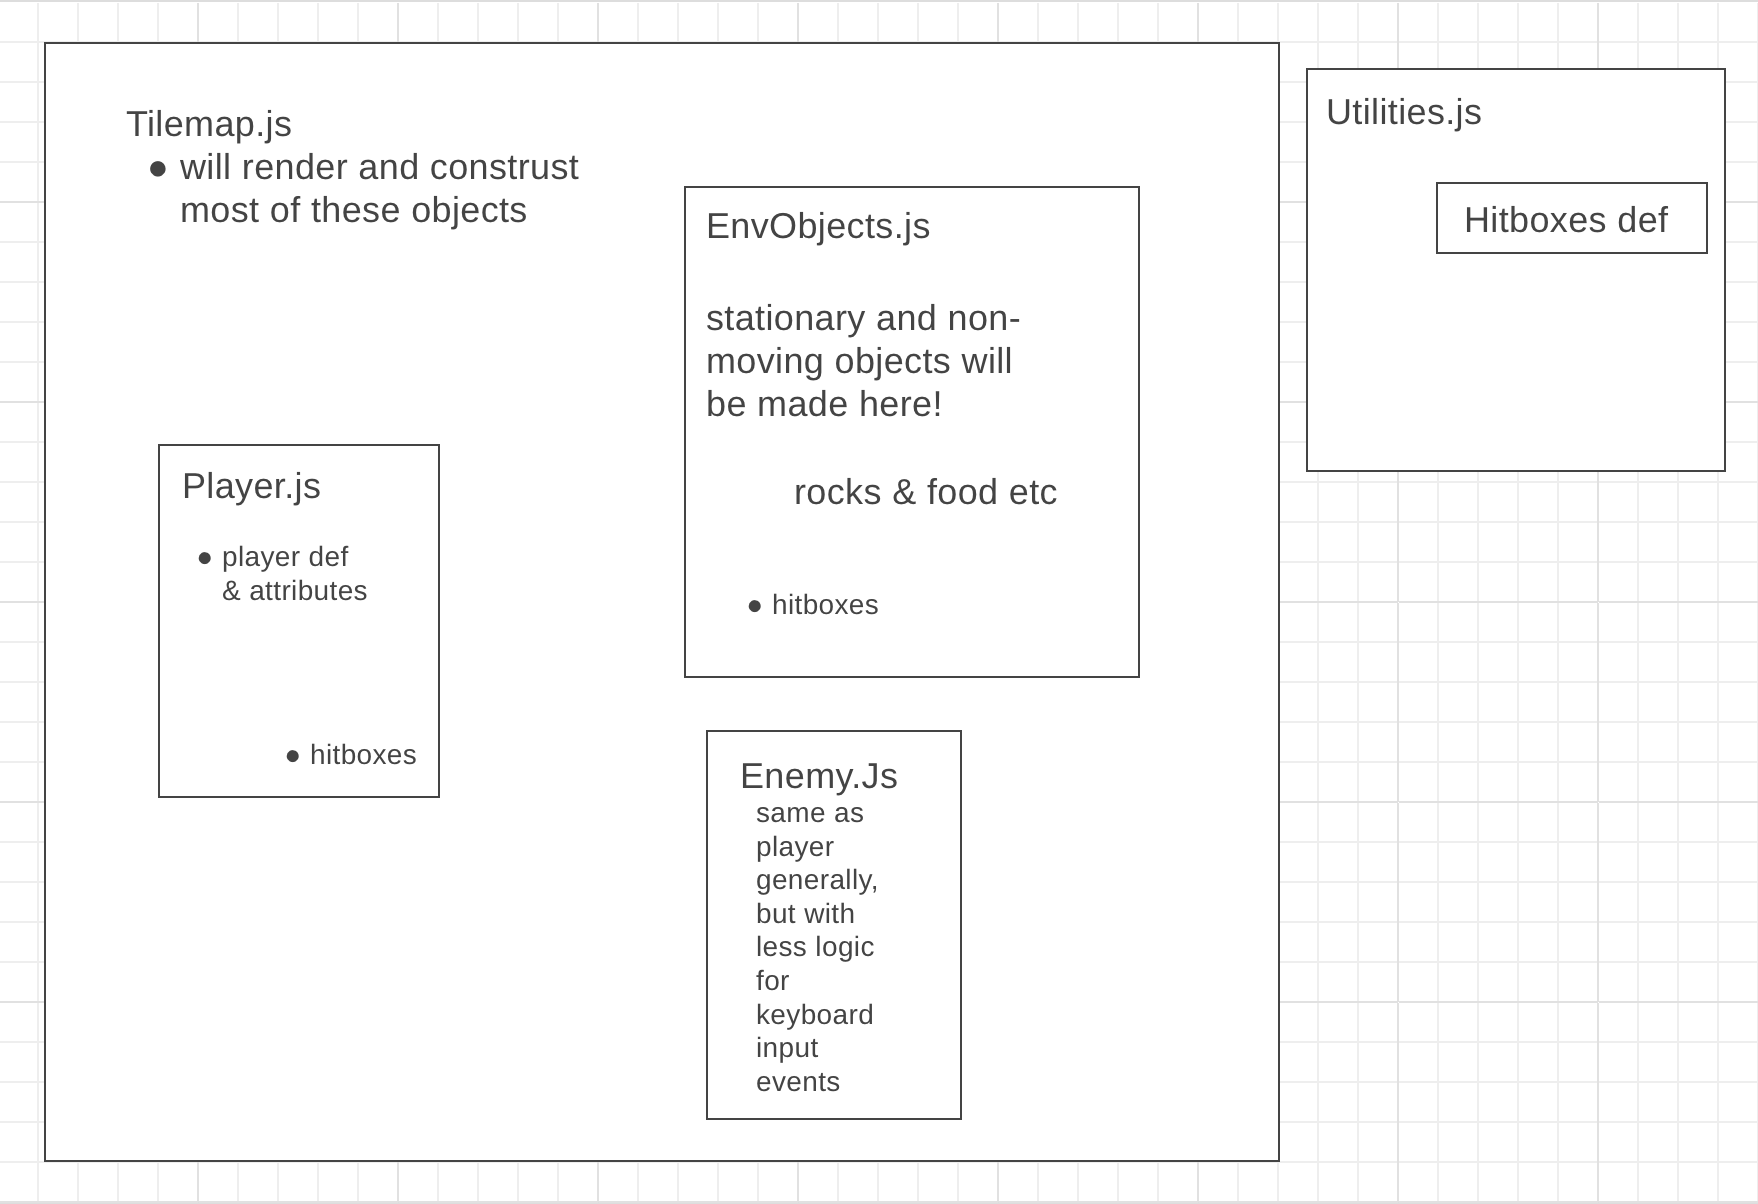 Tilemap.js
● will render and construst
most of these objects
EnvObjects.js
stationary and non-
moving objects will
be made here!
rocks & food etc
● hitboxes
Player.js
● player def
& attributes
● hitboxes
Enemy.Js
same as
player
generally,
but with
less logic
for
keyboard
input
events
Utilities.js
Hitboxes def